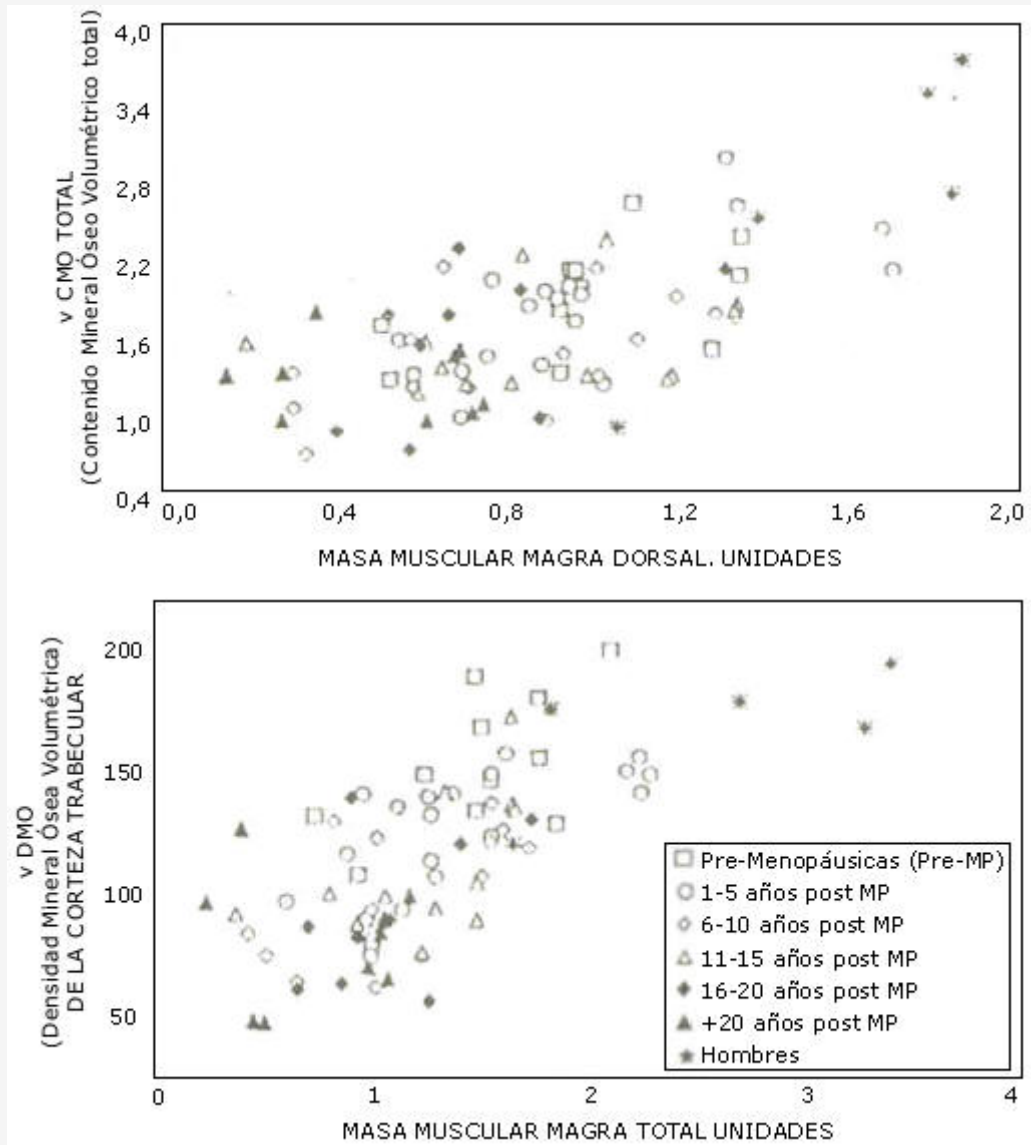 4,0
3,4
2,8
2,2
1,6
1,0
0,4
v CMO TOTAL
(Contenido Mineral Óseo Volumétrico total)
0,0 0,4 0,8 1,2 1,6 2,0
MASA MUSCULAR MAGRA DORSAL. UNIDADES
200
150
100
50
v DMO
(Densidad Mineral Ósea Volumétrica)
DE LA CORTEZA TRABECULAR
Pre-Menopáusicas (Pre-MP)
1-5 años post MP
6-10 años post MP
11-15 años post MP
16-20 años post MP
+20 años post MP
Hombres
0 1 2 3 4
MASA MUSCULAR MAGRA TOTAL UNIDADES